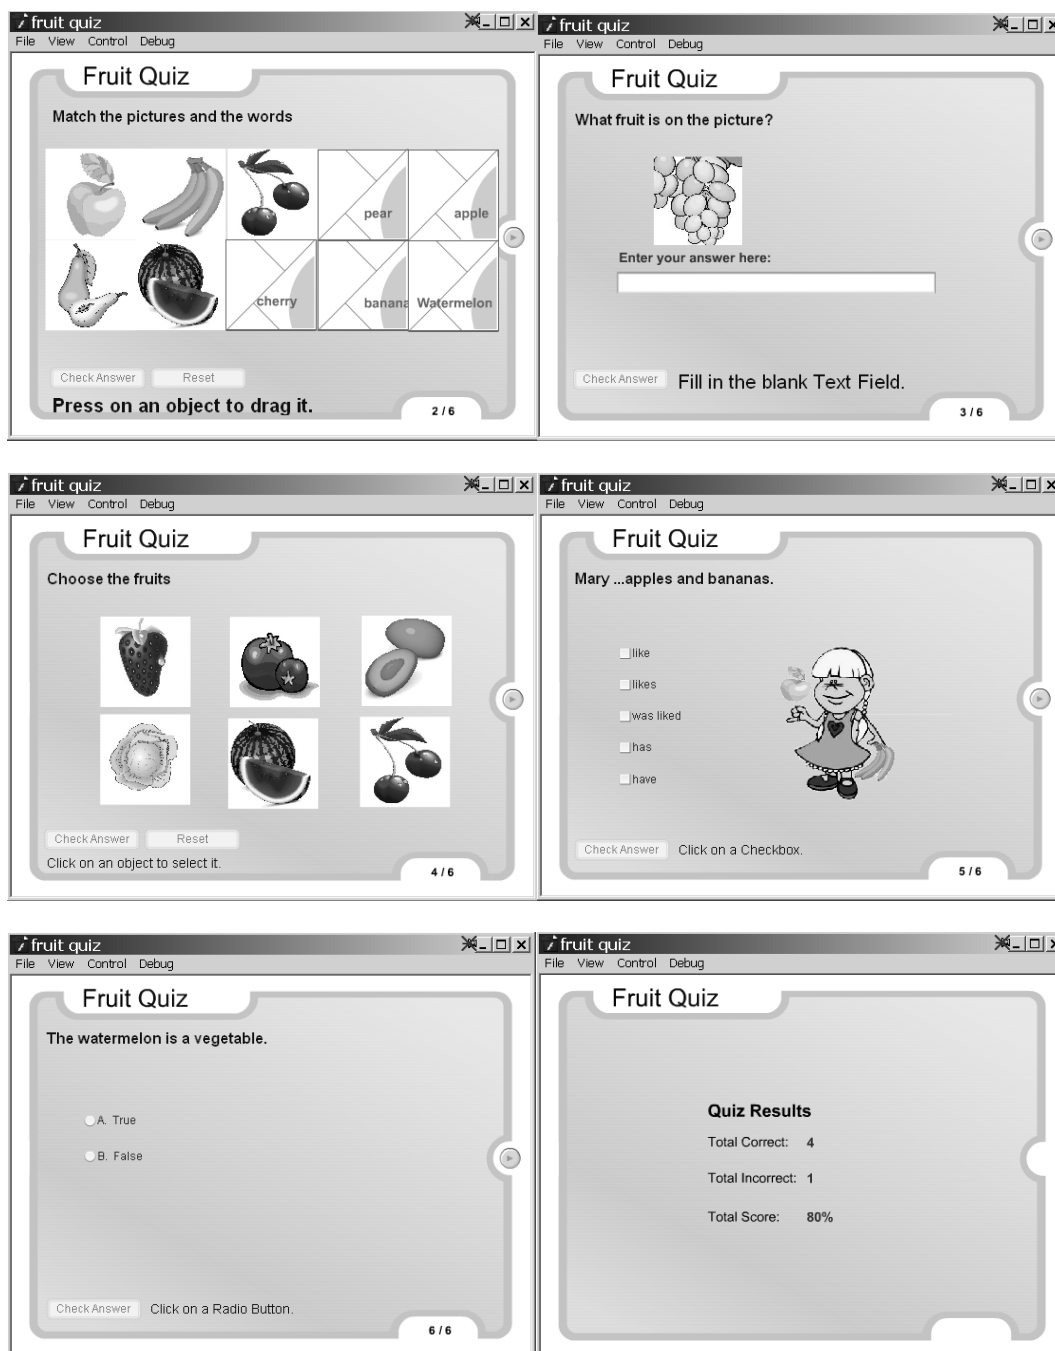 fruit quiz
File View Control Debug
Fruit Quiz
Match the pictures and the words
pear
apple
cherry
banana
Watermelon
Check Answer
Reset
Press on an object to drag it.
2 / 6
fruit quiz
File View Control Debug
Fruit Quiz
What fruit is on the picture?
Enter your answer here:
Check Answer
Fill in the blank Text Field.
3 / 6
fruit quiz
File View Control Debug
Fruit Quiz
Choose the fruits
Check Answer
Reset
Click on an object to select it.
4 / 6
fruit quiz
File View Control Debug
Fruit Quiz
Mary ...apples and bananas.
like
likes
was liked
has
have
Check Answer
Click on a Checkbox.
5 / 6
fruit quiz
File View Control Debug
Fruit Quiz
The watermelon is a vegetable.
A. True
B. False
Check Answer
Click on a Radio Button.
6 / 6
fruit quiz
File View Control Debug
Fruit Quiz
Quiz Results
Total Correct: 4
Total Incorrect: 1
Total Score: 80%